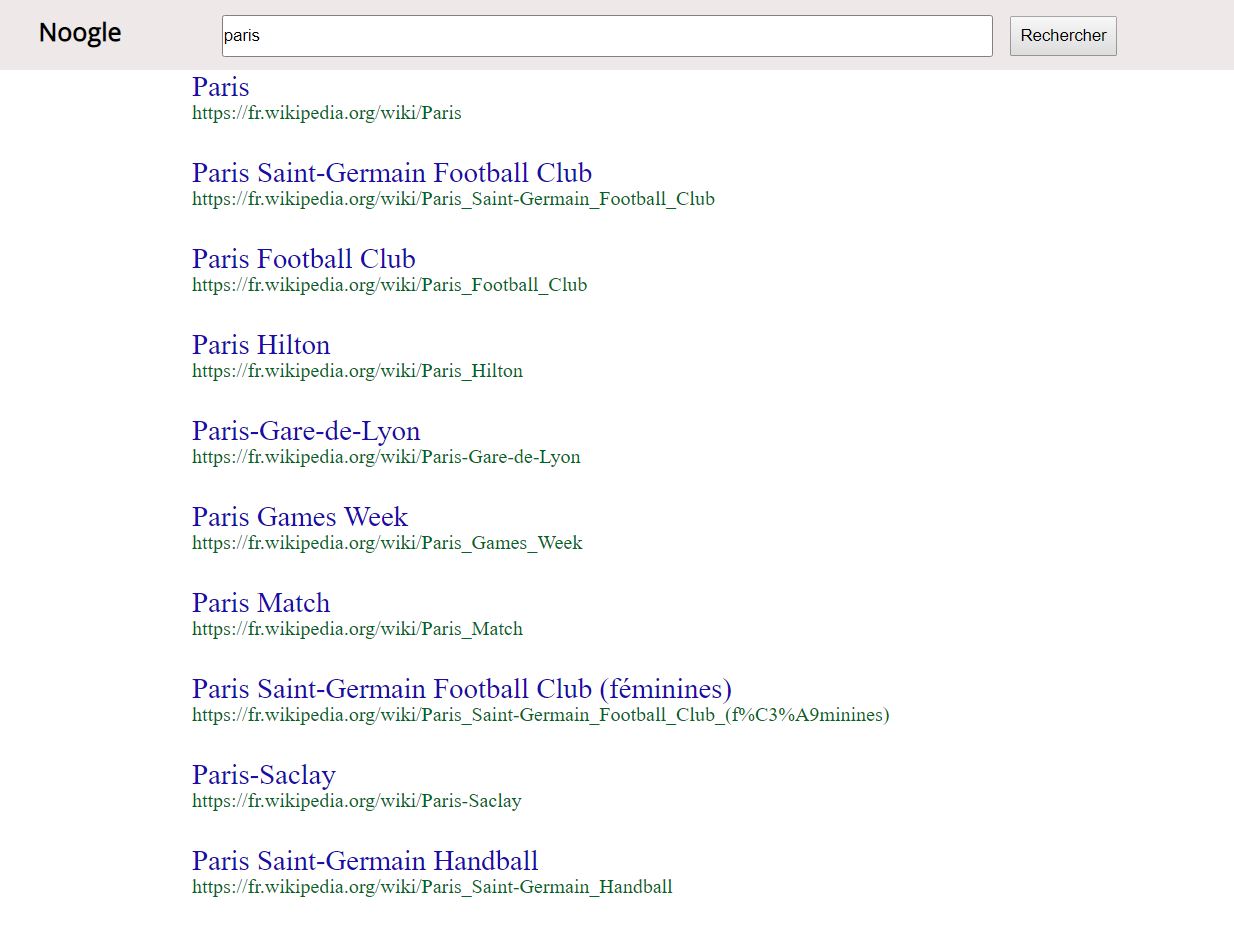 Noogle
paris
Rechercher
Paris
https://fr.wikipedia.org/wiki/Paris
Paris Saint-Germain Football Club
https://fr.wikipedia.org/wiki/Paris_Saint-Germain_Football_Club
Paris Football Club
https://fr.wikipedia.org/wiki/Paris_Football_Club
Paris Hilton
https://fr.wikipedia.org/wiki/Paris_Hilton
Paris-Gare-de-Lyon
https://fr.wikipedia.org/wiki/Paris-Gare-de-Lyon
Paris Games Week
https://fr.wikipedia.org/wiki/Paris_Games_Week
Paris Match
https://fr.wikipedia.org/wiki/Paris_Match
Paris Saint-Germain Football Club (féminines)
https://fr.wikipedia.org/wiki/Paris_Saint-Germain_Football_Club_(f%C3%A9minines)
Paris-Saclay
https://fr.wikipedia.org/wiki/Paris-Saclay
Paris Saint-Germain Handball
https://fr.wikipedia.org/wiki/Paris_Saint-Germain_Handball